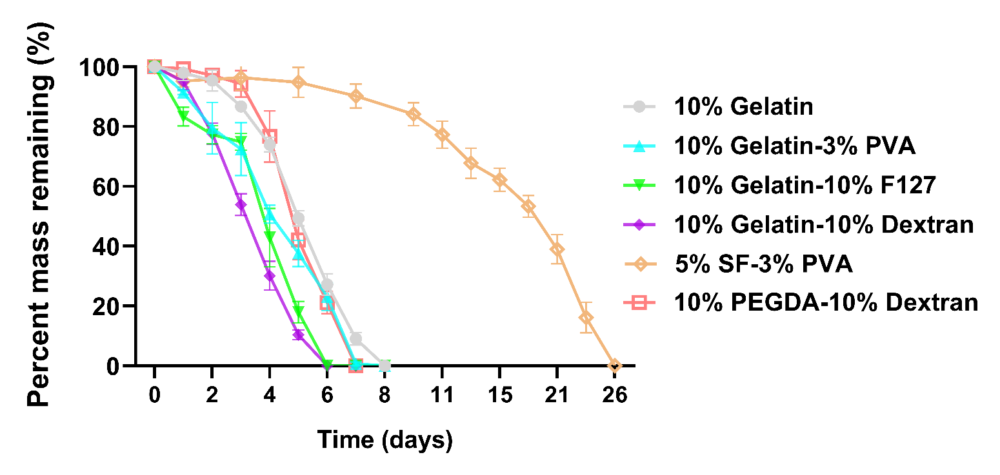 Percent mass remaining (%)
100
80
60
40
20
0
0 2 4 6 8 11 15 21 26
Time (days)
10% Gelatin
10% Gelatin-3% PVA
10% Gelatin-10% F127
10% Gelatin-10% Dextran
5% SF-3% PVA
10% PEGDA-10% Dextran